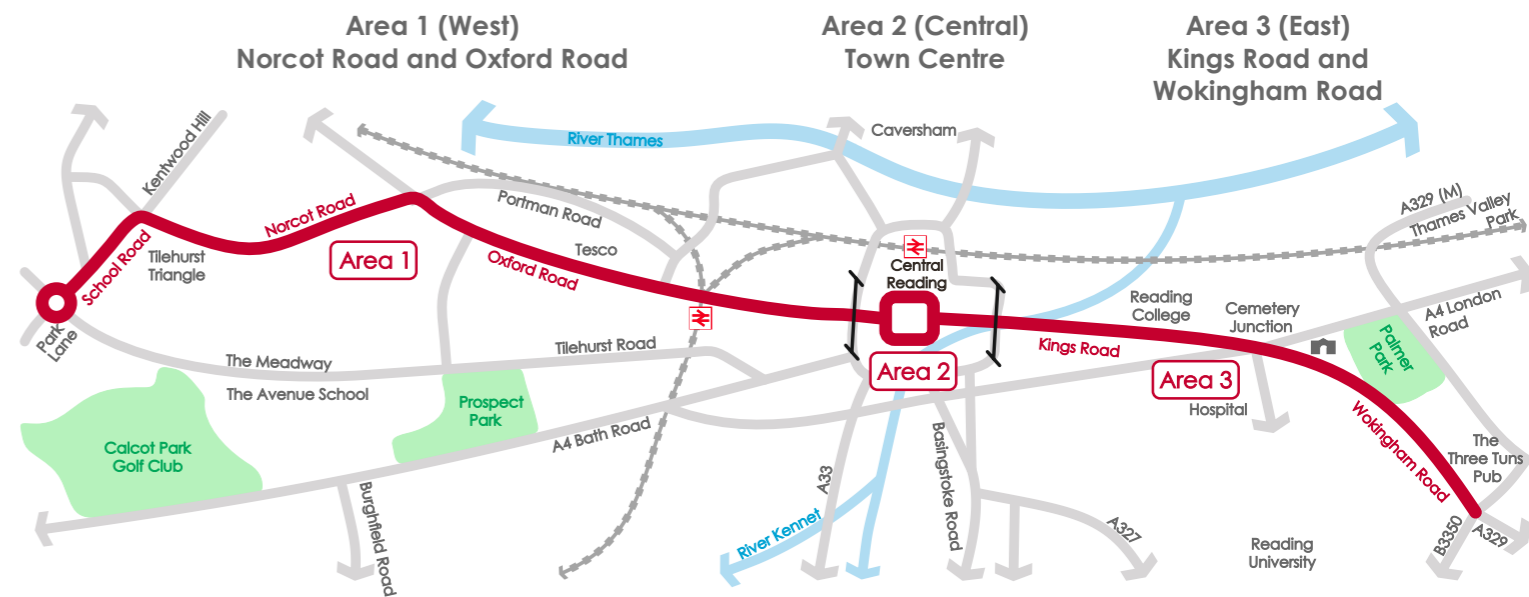 Area 1 (West)
Norcot Road and Oxford Road
Area 2 (Central)
Town Centre
Area 3 (East)
Kings Road and
Wokingham Road
River Thames
Caversham
Kentwood Hill
Norcot Road
Portman Road
A329 (M)
Thames Valley
Park
School Road
Tilehurst
Triangle
Area 1
Oxford Road
Tesco
Central
Reading
Reading
College
Cemetery
Junction
A4 London
Road
Park
Lane
The Meadway
Tilehurst Road
Kings Road
Palmer
Park
Area 2
Area 3
The Avenue School
Prospect
Park
Hospital
Wokingham Road
Calcot Park
Golf Club
A4 Bath Road
The
Three Tuns
Pub
Burghfield Road
A33
Basingstoke Road
River Kennet
A327
Reading
University
B3350
A329